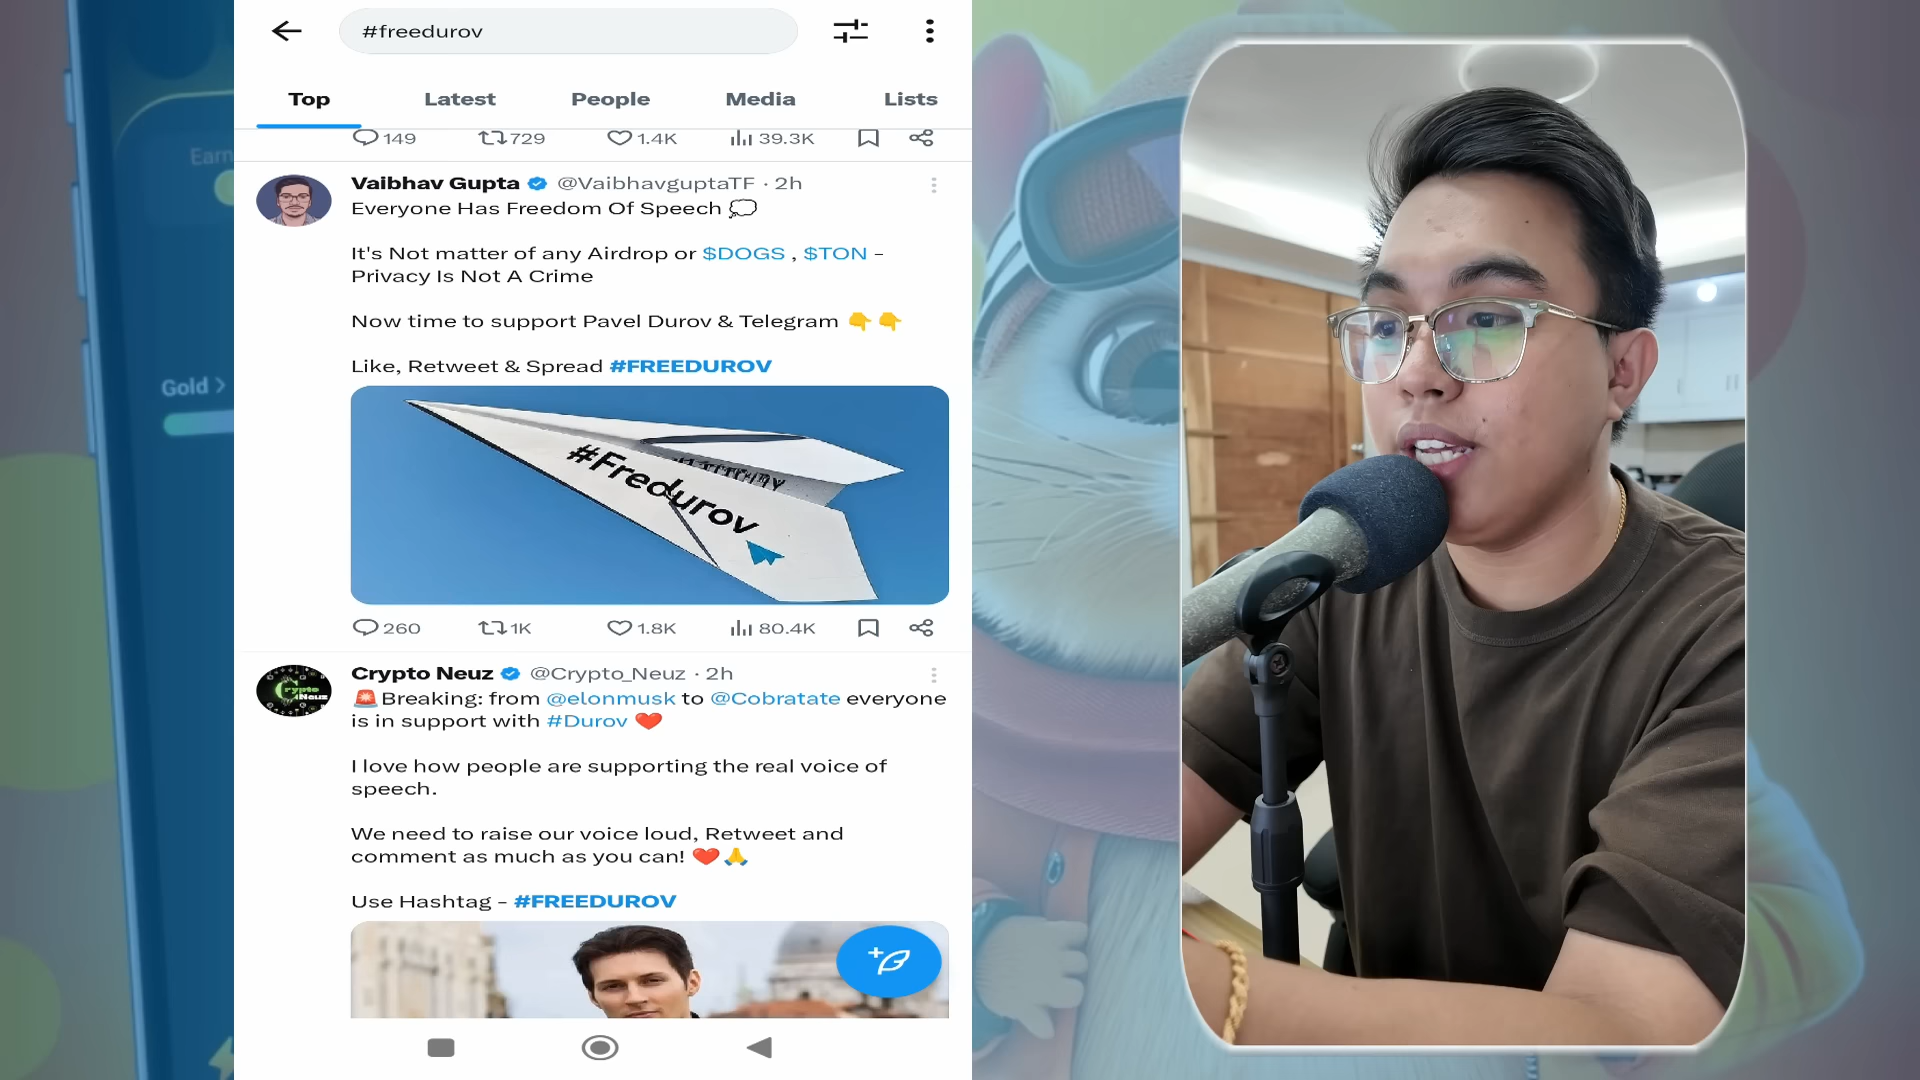 #freedurov
Top Latest People Media Lists
149 729 1.4K 39.3K
Vaibhav Gupta @VaibhavguptaTF · 2h
Everyone Has Freedom Of Speech
It's Not matter of any Airdrop or $DOGS , $TON -
Privacy Is Not A Crime
Now time to support Pavel Durov & Telegram
Like, Retweet & Spread #FREEDUROV
#Fredurov
260 1K 1.8K 80.4K
Crypto Neuz @Crypto_Neuz · 2h
Crypto
Neuz
Breaking: from @elonmusk to @Cobratate everyone
is in support with #Durov
I love how people are supporting the real voice of
speech.
We need to raise our voice loud, Retweet and
comment as much as you can!
Use Hashtag - #FREEDUROV
Earn
Gold >